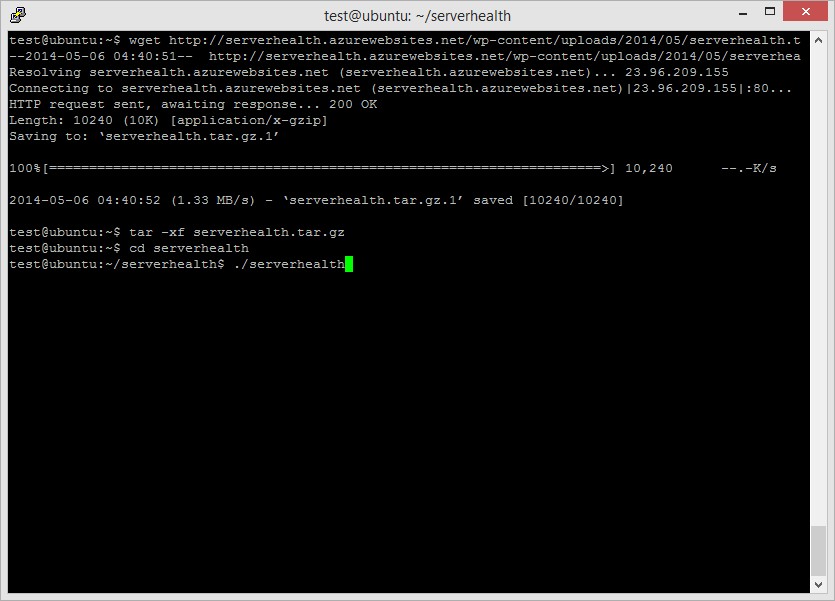 test@ubuntu: ~/serverhealth
test@ubuntu:~$ wget http://serverhealth.azurewebsites.net/wp-content/uploads/2014/05/serverhealth.t
--2014-05-06 04:40:51--  http://serverhealth.azurewebsites.net/wp-content/uploads/2014/05/serverhea
Resolving serverhealth.azurewebsites.net (serverhealth.azurewebsites.net)... 23.96.209.155
Connecting to serverhealth.azurewebsites.net (serverhealth.azurewebsites.net)|23.96.209.155|:80...
HTTP request sent, awaiting response... 200 OK
Length: 10240 (10K) [application/x-gzip]
Saving to: ‘serverhealth.tar.gz.1’
100%[=====================================================================>] 10,240      --.-K/s
2014-05-06 04:40:52 (1.33 MB/s) - ‘serverhealth.tar.gz.1’ saved [10240/10240]
test@ubuntu:~$ tar -xf serverhealth.tar.gz
test@ubuntu:~$ cd serverhealth
test@ubuntu:~/serverhealth$ ./serverhealth